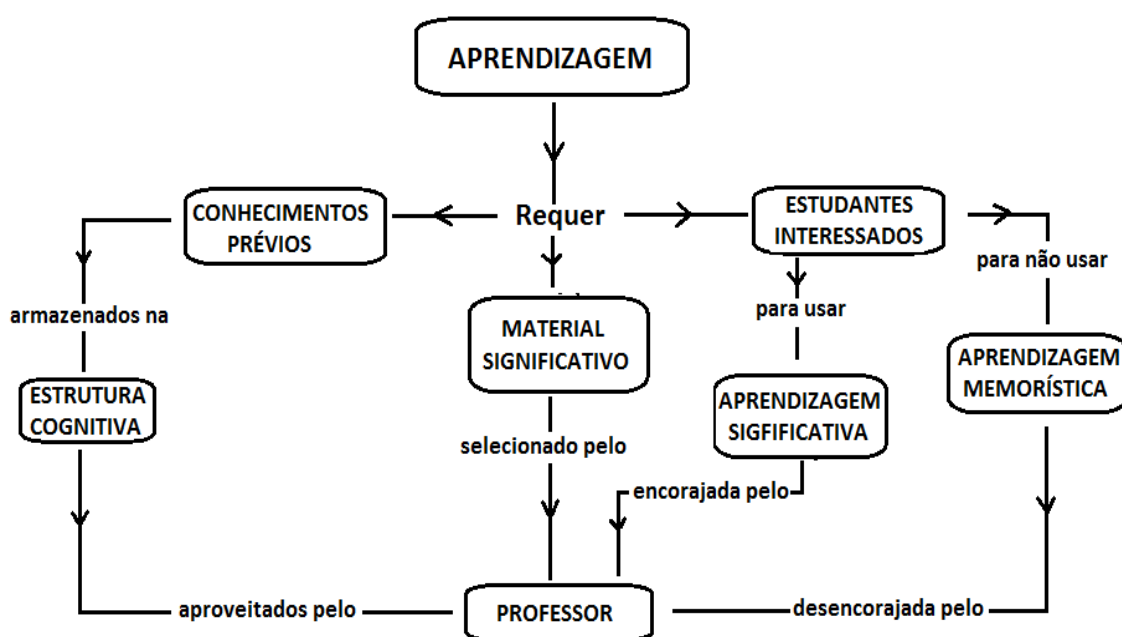 APRENDIZAGEM
CONHECIMENTOS
PRÉVIOS
Requer
ESTUDANTES
INTERESSADOS
para não usar
armazenados na
MATERIAL
SIGNIFICATIVO
para usar
APRENDIZAGEM
MEMORÍSTICA
ESTRUTURA
COGNITIVA
APRENDIZAGEM
SIGFIFICATIVA
selecionado pelo
encorajada pelo
aproveitados pelo
PROFESSOR
desencorajada pelo